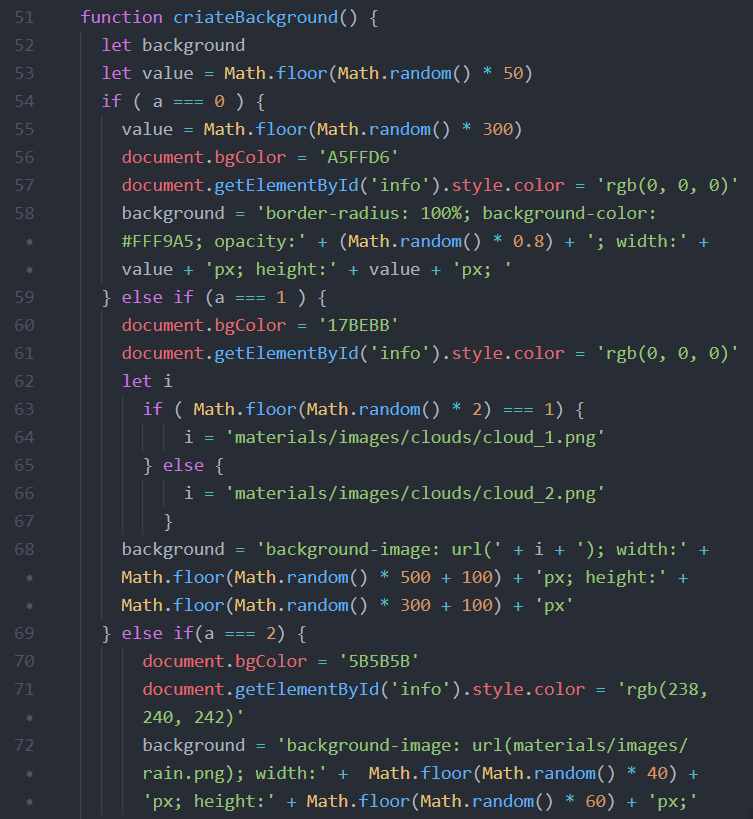 51 function criateBackground() {
52 let background
53 let value = Math.floor(Math.random() * 50)
54 if ( a === 0 ) {
55 value = Math.floor(Math.random() * 300)
56 document.bgColor = 'A5FFD6'
57 document.getElementById('info').style.color = 'rgb(0, 0, 0)'
58 background = 'border-radius: 100%; background-color:
• #FFF9A5; opacity:' + (Math.random() * 0.8) + '; width:' +
• value + 'px; height:' + value + 'px; '
59 } else if (a === 1 ) {
60 document.bgColor = '17BEBB'
61 document.getElementById('info').style.color = 'rgb(0, 0, 0)'
62 let i
63 if ( Math.floor(Math.random() * 2) === 1) {
64 i = 'materials/images/clouds/cloud_1.png'
65 } else {
66 i = 'materials/images/clouds/cloud_2.png'
67 }
68 background = 'background-image: url(' + i + '); width:' +
• Math.floor(Math.random() * 500 + 100) + 'px; height:' +
• Math.floor(Math.random() * 300 + 100) + 'px'
69 } else if(a === 2) {
70 document.bgColor = '5B5B5B'
71 document.getElementById('info').style.color = 'rgb(238,
• 240, 242)'
72 background = 'background-image: url(materials/images/
• rain.png); width:' +  Math.floor(Math.random() * 40) +
• 'px; height:' + Math.floor(Math.random() * 60) + 'px;'